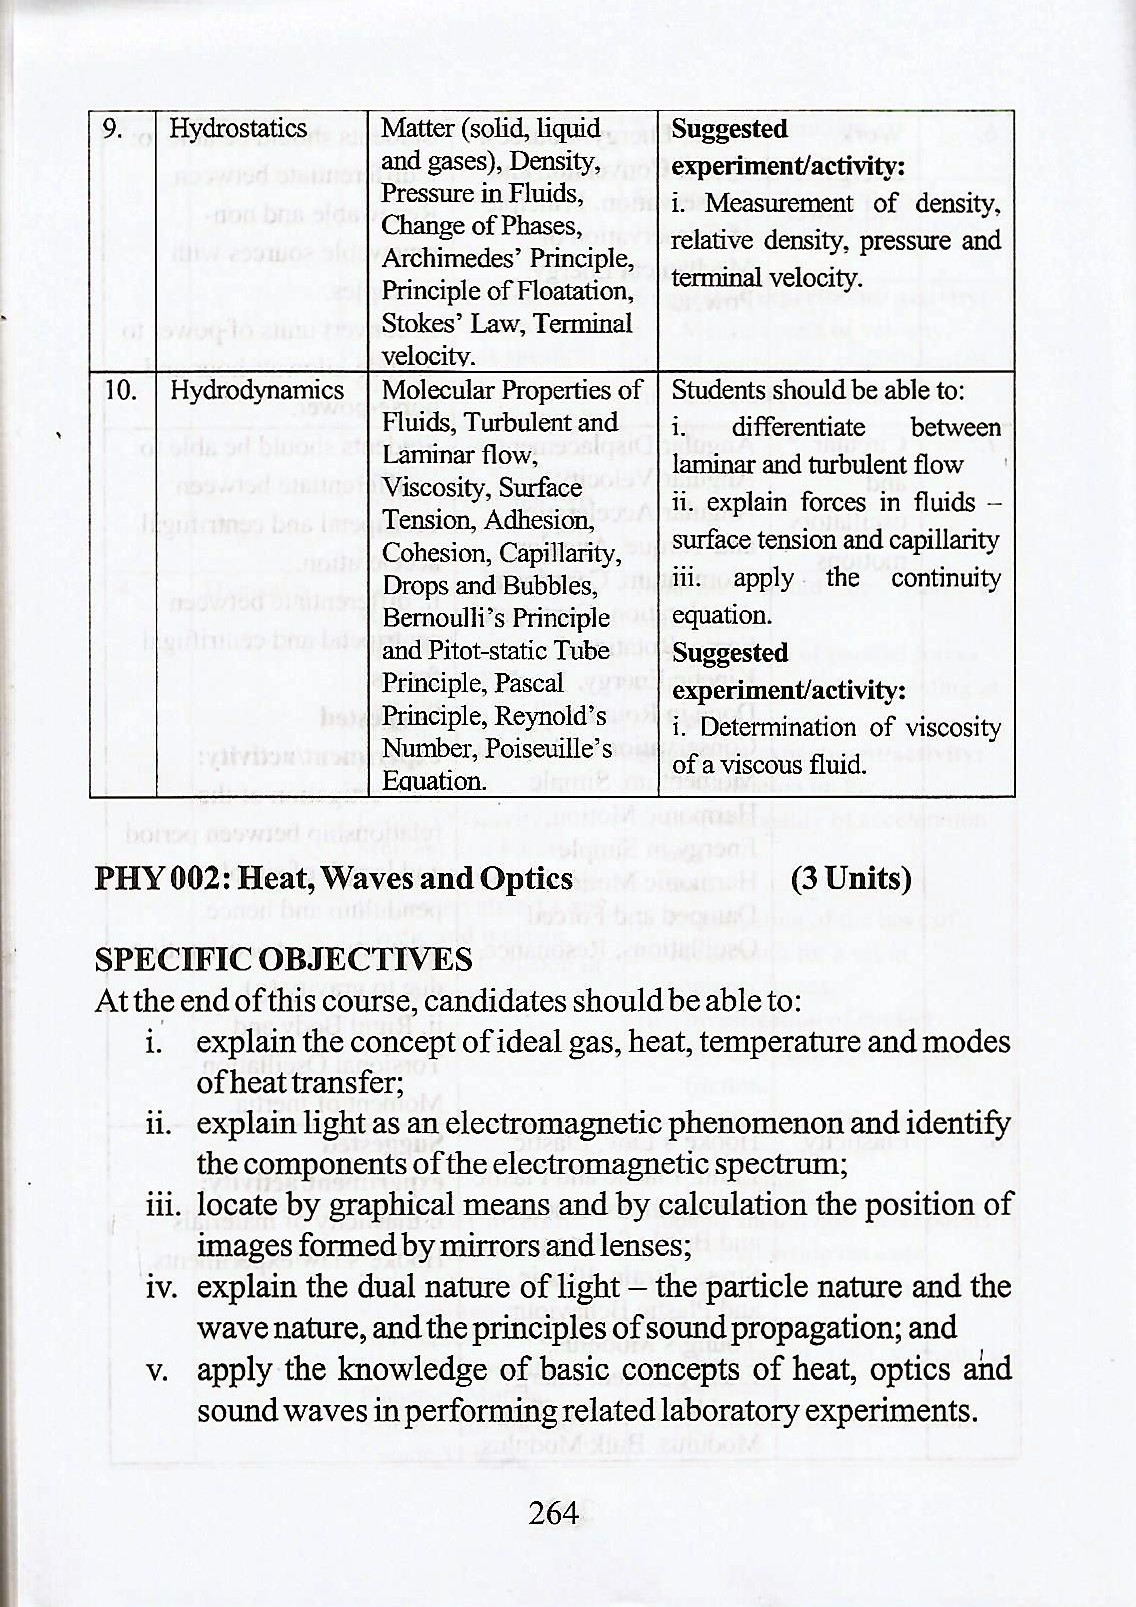 9.
Hydrostatics
Matter (solid, liquid
and gases), Density,
Pressure in Fluids,
Change of Phases,
Archimedes’ Principle,
Principle of Floatation,
Stokes’ Law, Terminal
velocity.
Suggested
experiment/activity:
i. Measurement of density,
relative density, pressure and
terminal velocity.
10.
Hydrodynamics
Molecular Properties of
Fluids, Turbulent and
Laminar flow,
Viscosity, Surface
Tension, Adhesion,
Cohesion, Capillarity,
Drops and Bubbles,
Bernoulli’s Principle
and Pitot-static Tube
Principle, Pascal
Principle, Reynold’s
Number, Poiseuille’s
Equation.
Students should be able to:
i. differentiate between
laminar and turbulent flow
ii. explain forces in fluids –
surface tension and capillarity
iii. apply the continuity
equation.
Suggested
experiment/activity:
i. Determination of viscosity
of a viscous fluid.
PHY 002: Heat, Waves and Optics (3 Units)
SPECIFIC OBJECTIVES
At the end of this course, candidates should be able to:
i. explain the concept of ideal gas, heat, temperature and modes
of heat transfer;
ii. explain light as an electromagnetic phenomenon and identify
the components of the electromagnetic spectrum;
iii. locate by graphical means and by calculation the position of
images formed by mirrors and lenses;
iv. explain the dual nature of light – the particle nature and the
wave nature, and the principles of sound propagation; and
v. apply the knowledge of basic concepts of heat, optics and
sound waves in performing related laboratory experiments.
264